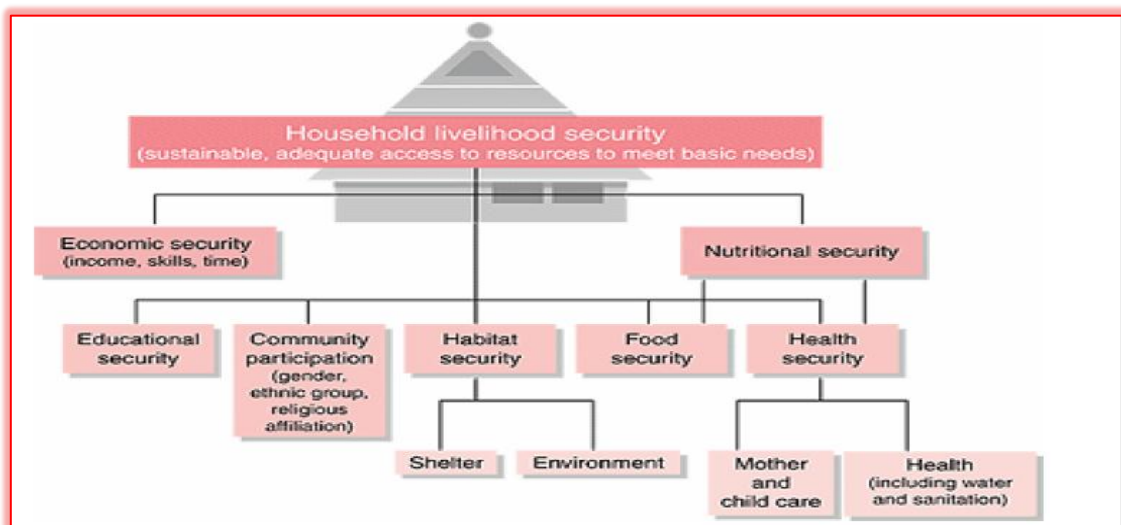 Household livelihood security
(sustainable, adequate access to resources to meet basic needs)
Economic security
(income, skills, time)
Nutritional security
Educational
security
Community
participation
(gender,
ethnic group,
religious
affiliation)
Habitat
security
Food
security
Health
security
Shelter
Environment
Mother
and
child care
Health
(including water
and sanitation)